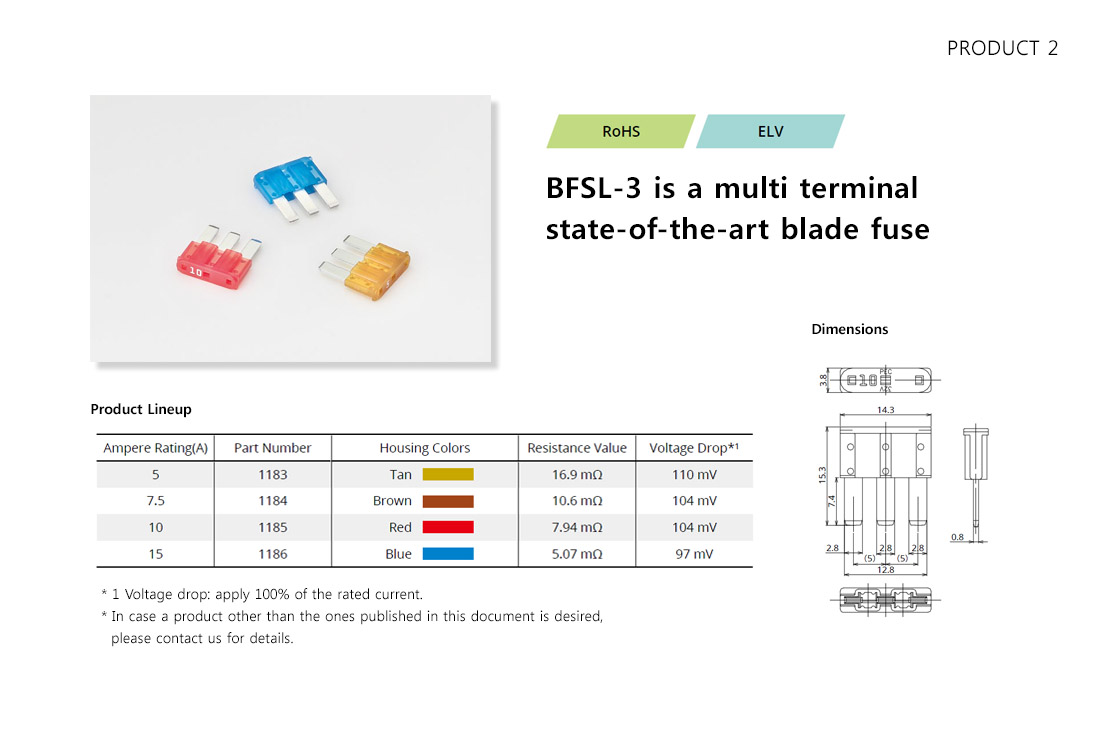 PRODUCT 2
RoHS
ELV
BFSL-3 is a multi terminal
state-of-the-art blade fuse
10
5
Dimensions
3.8
10
PEC
14.3
15.3
7.4
2.8
2.8
2.8
(5)
(5)
12.8
0.8
Product Lineup
Ampere Rating(A) Part Number Housing Colors Resistance Value Voltage Drop*1
5 1183 Tan 16.9 mΩ 110 mV
7.5 1184 Brown 10.6 mΩ 104 mV
10 1185 Red 7.94 mΩ 104 mV
15 1186 Blue 5.07 mΩ 97 mV
* 1 Voltage drop: apply 100% of the rated current.
* In case a product other than the ones published in this document is desired,
please contact us for details.